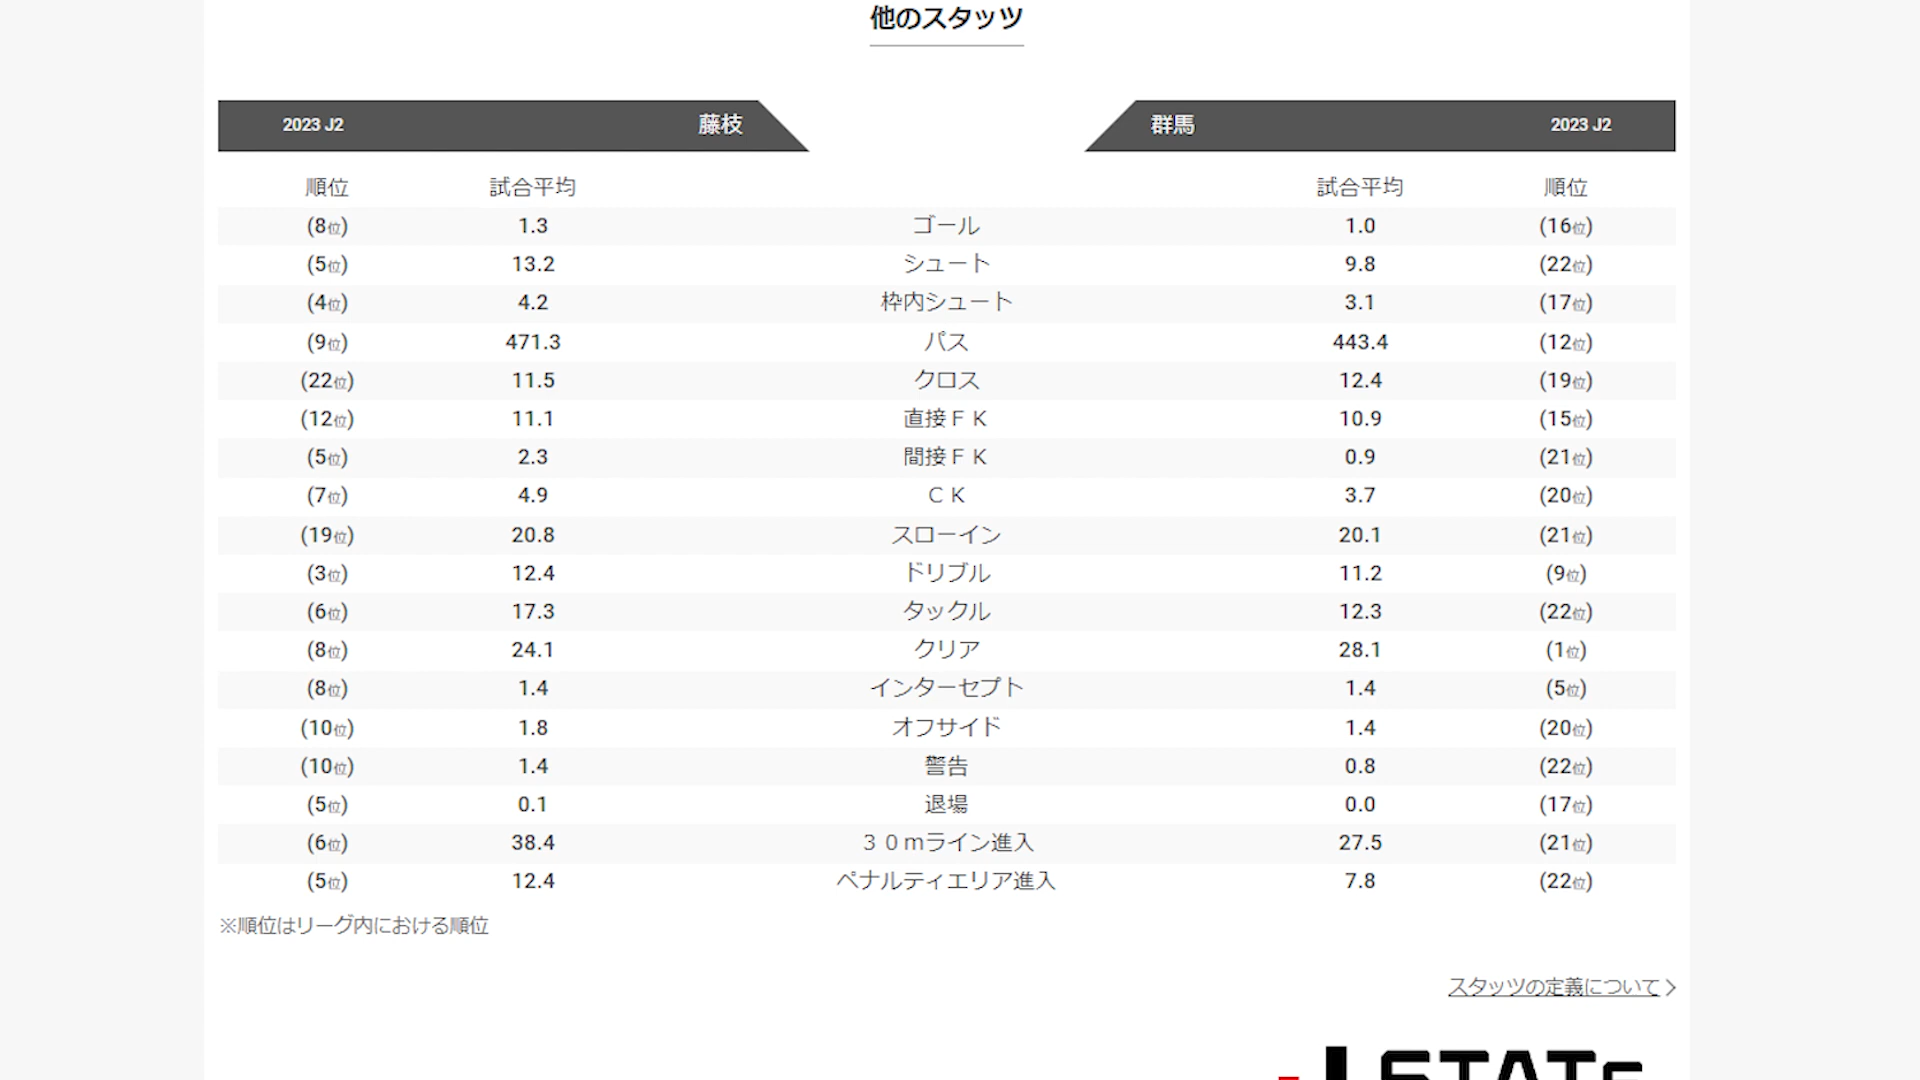 他のスタッツ
2023 J2 藤枝 群馬 2023 J2
順位 試合平均 試合平均 順位
(8位) 1.3 ゴール 1.0 (16位)
(5位) 13.2 シュート 9.8 (22位)
(4位) 4.2 枠内シュート 3.1 (17位)
(9位) 471.3 パス 443.4 (12位)
(22位) 11.5 クロス 12.4 (19位)
(12位) 11.1 直接ＦＫ 10.9 (15位)
(5位) 2.3 間接ＦＫ 0.9 (21位)
(7位) 4.9 ＣＫ 3.7 (20位)
(19位) 20.8 スローイン 20.1 (21位)
(3位) 12.4 ドリブル 11.2 (9位)
(6位) 17.3 タックル 12.3 (22位)
(8位) 24.1 クリア 28.1 (1位)
(8位) 1.4 インターセプト 1.4 (5位)
(10位) 1.8 オフサイド 1.4 (20位)
(10位) 1.4 警告 0.8 (22位)
(5位) 0.1 退場 0.0 (17位)
(6位) 38.4 ３０ｍライン進入 27.5 (21位)
(5位) 12.4 ペナルティエリア進入 7.8 (22位)
※順位はリーグ内における順位
スタッツの定義について
J STATS